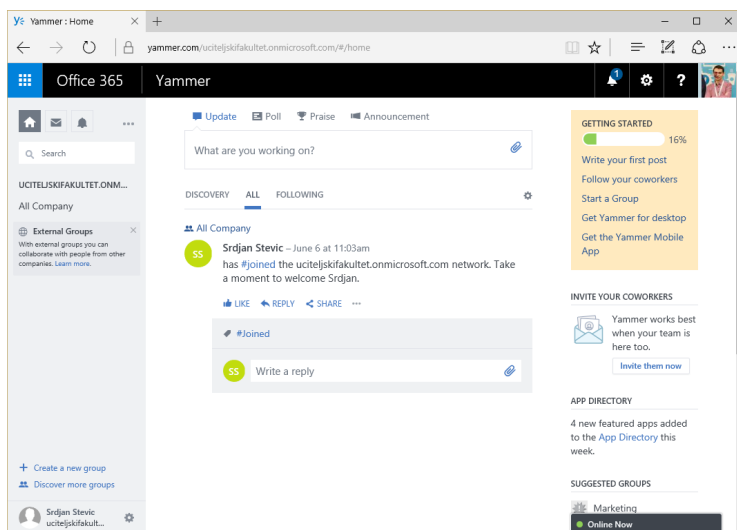 Yammer : Home
yammer.com/uciteljskifakultet.onmicrosoft.com/#/home
Office 365
Yammer
1
?
Search
UCITELJSKIFAKULTET.ONM...
All Company
External Groups
With external groups you can
collaborate with people from other
companies. Learn more.
+ Create a new group
Discover more groups
Srdjan Stevic
uciteljskifakult...
Update Poll Praise Announcement
What are you working on?
DISCOVERY ALL FOLLOWING
All Company
SS
Srdjan Stevic – June 6 at 11:03am
has #joined the uciteljskifakultet.onmicrosoft.com network. Take
a moment to welcome Srdjan.
LIKE REPLY SHARE ...
#Joined
SS
Write a reply
GETTING STARTED
16%
Write your first post
Follow your coworkers
Start a Group
Get Yammer for desktop
Get the Yammer Mobile
App
INVITE YOUR COWORKERS
Yammer works best
when your team is
here too.
Invite them now
APP DIRECTORY
4 new featured apps added
to the App Directory this
week.
SUGGESTED GROUPS
Marketing
Online Now